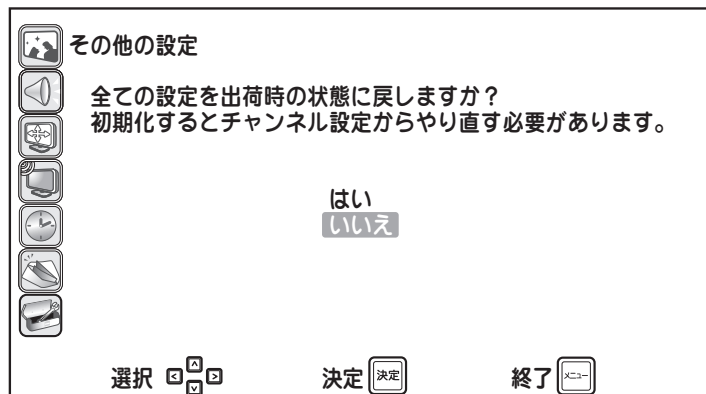 その他の設定
全ての設定を出荷時の状態に戻しますか？
初期化するとチャンネル設定からやり直す必要があります。
はい
いいえ
選択 決定 決定 終了 メニュー